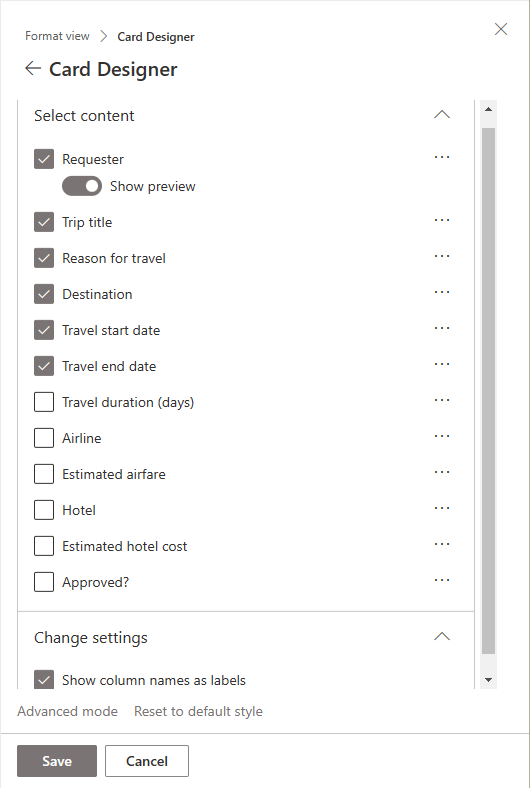 Format view > Card Designer
Card Designer
Select content
Requester
Show preview
Trip title
Reason for travel
Destination
Travel start date
Travel end date
Travel duration (days)
Airline
Estimated airfare
Hotel
Estimated hotel cost
Approved?
Change settings
Show column names as labels
Advanced mode Reset to default style
Save Cancel